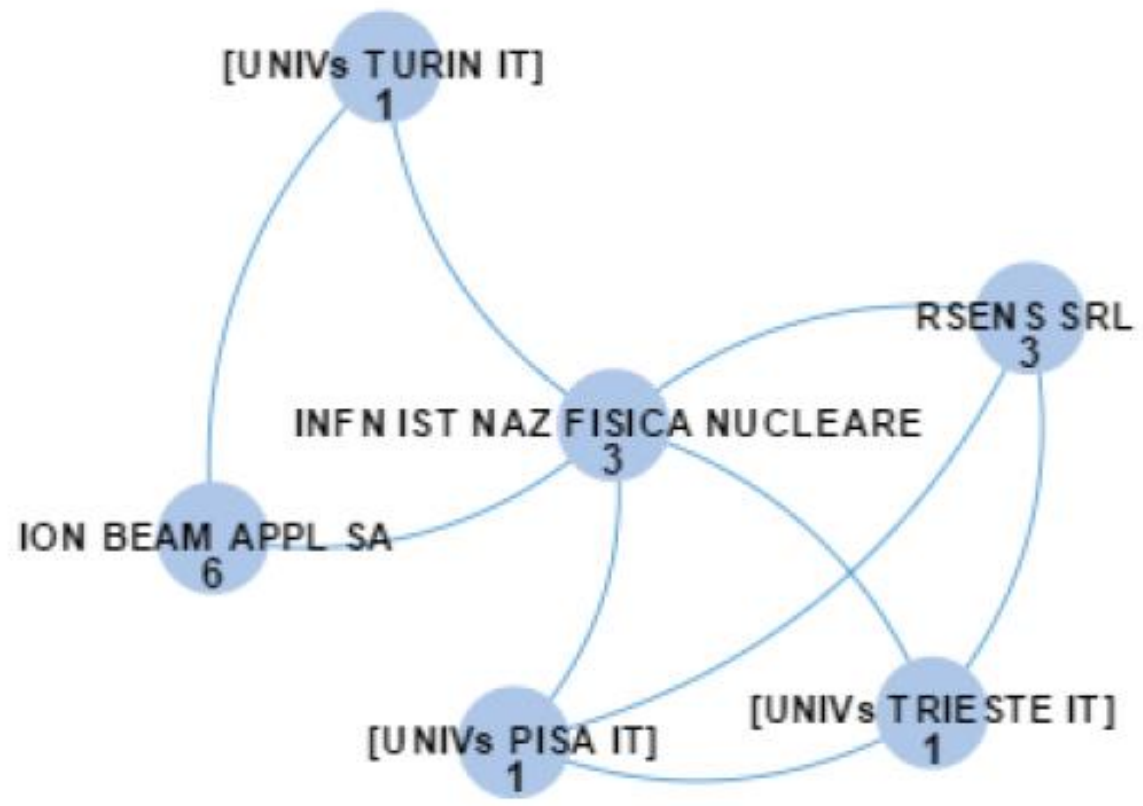 [UNIVs TURIN IT]
1
RSENS SRL
3
INFN IST NAZ FISICA NUCLEARE
3
ION BEAM APPL SA
6
[UNIVs PISA IT]
1
[UNIVs TRIESTE IT]
1